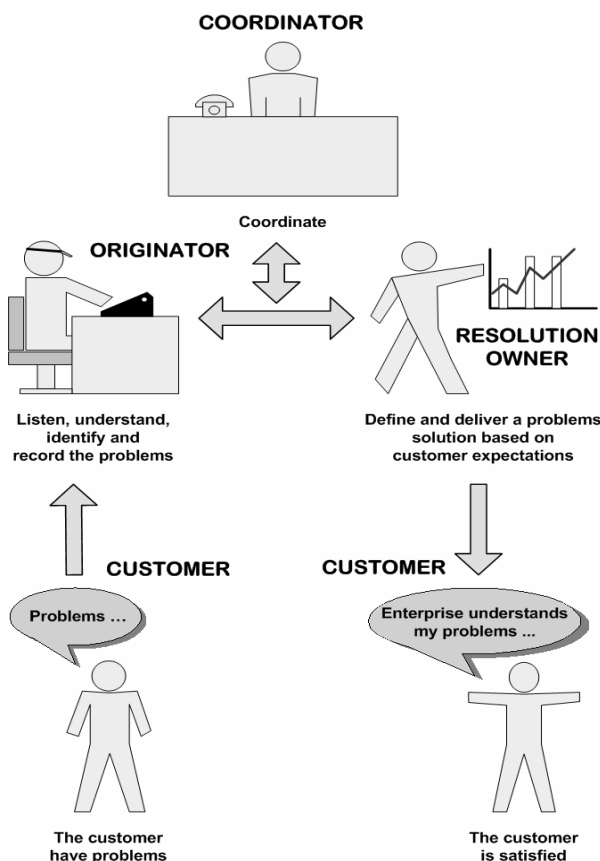 COORDINATOR
Coordinate
ORIGINATOR
RESOLUTION
OWNER
Listen, understand,
identify and
record the problems
Define and deliver a problems
solution based on
customer expectations
CUSTOMER
CUSTOMER
Problems ...
Enterprise understands
my problems ...
The customer
have problems
The customer
is satisfied